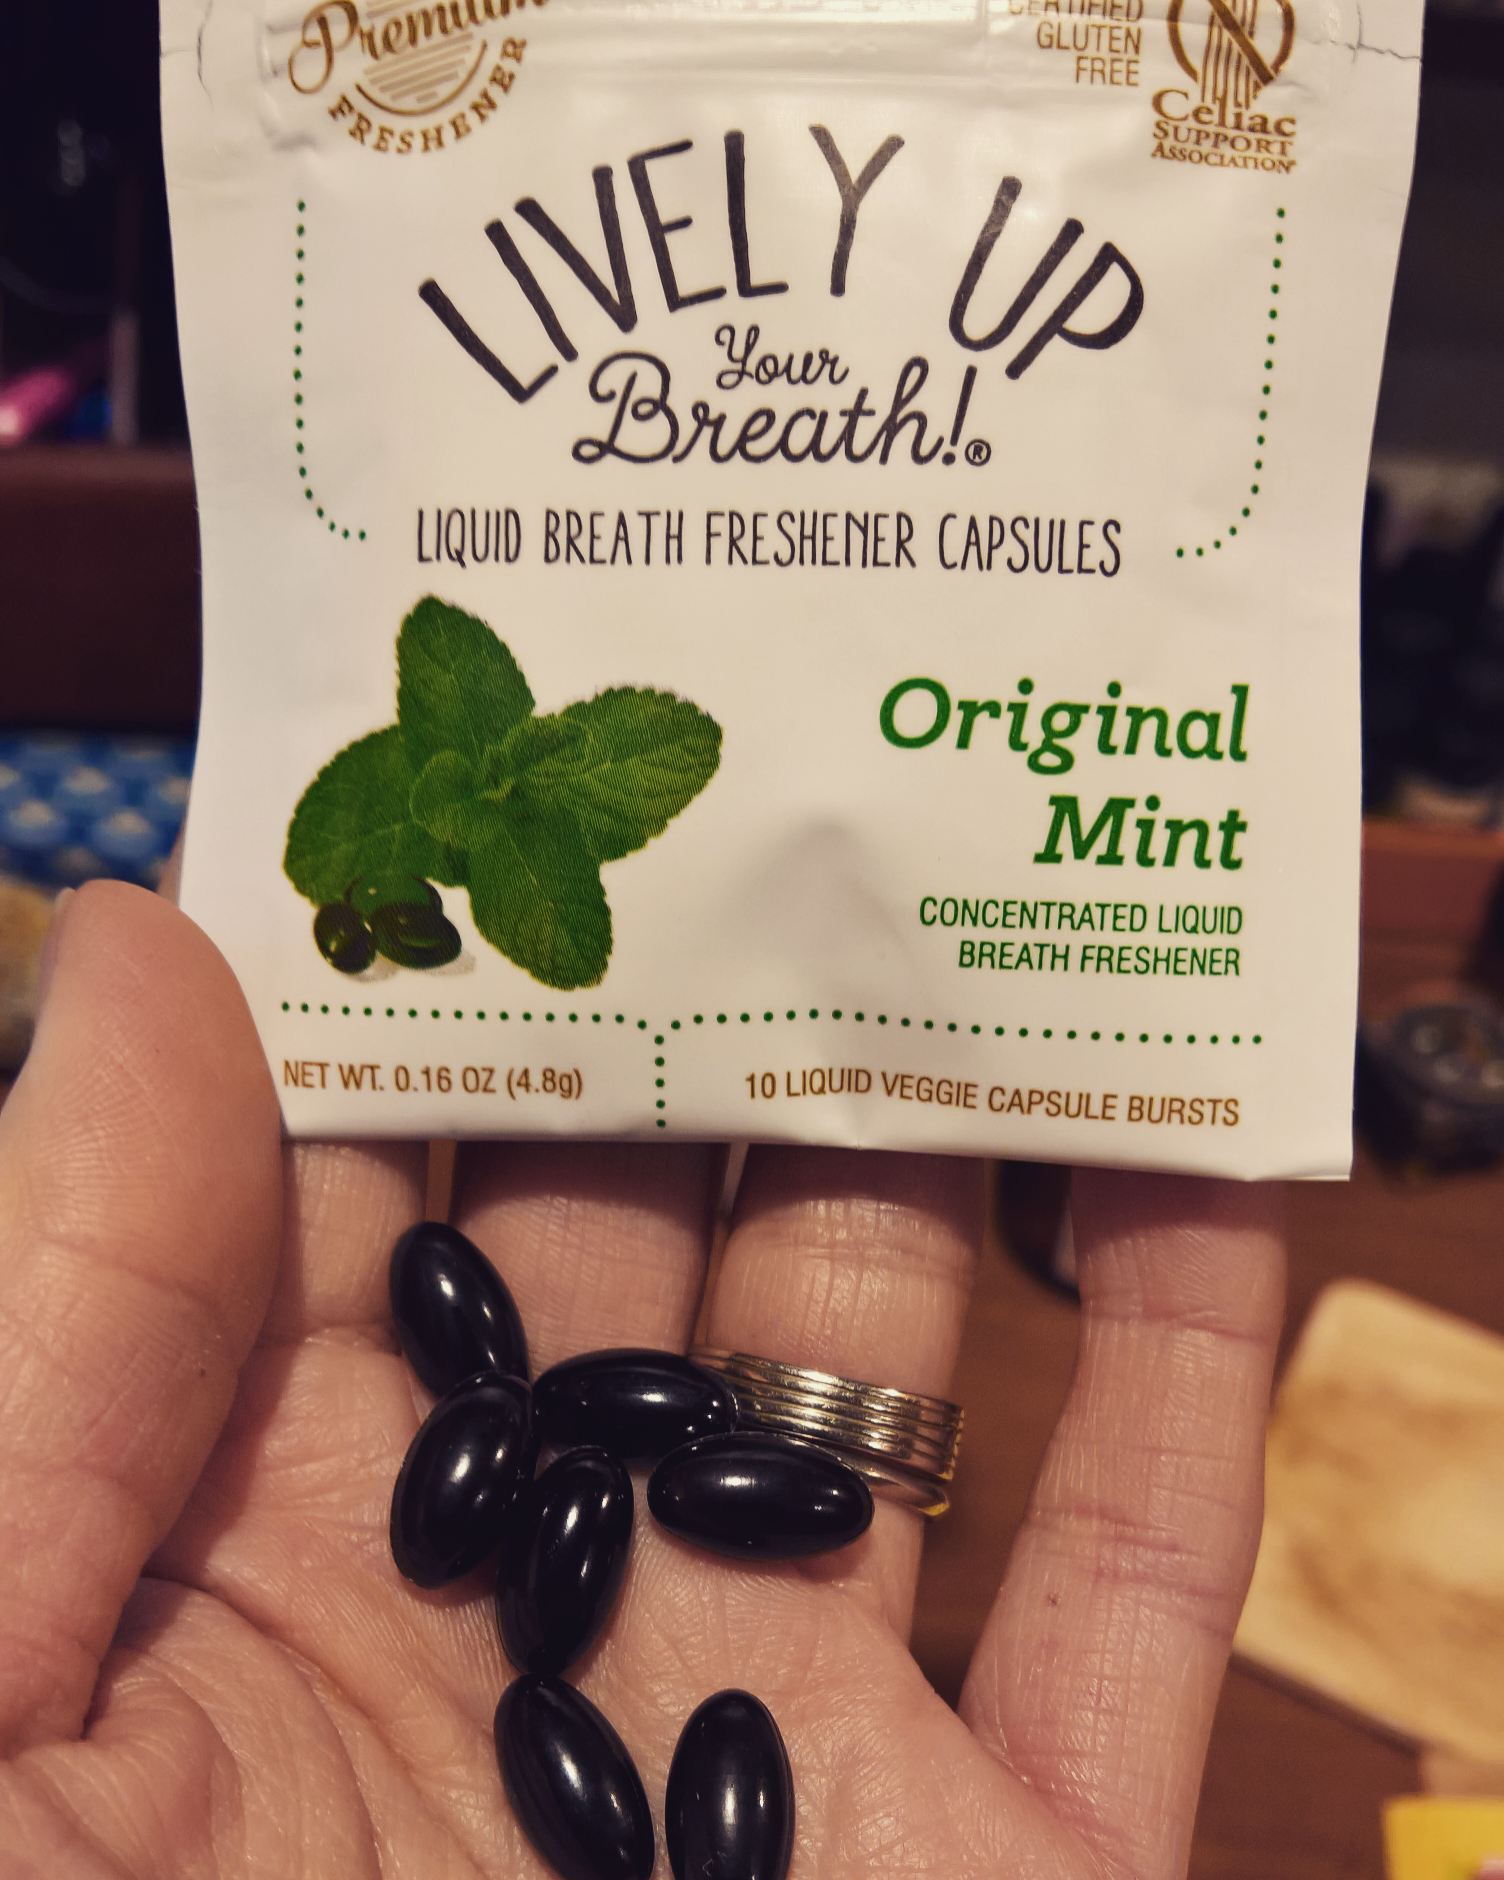 Premium
FRESHENER
CERTIFIED
GLUTEN
FREE
Celiac
SUPPORT
ASSOCIATION
LIVELY UP
Your
Breath!®
LIQUID BREATH FRESHENER CAPSULES
Original
Mint
CONCENTRATED LIQUID
BREATH FRESHENER
NET WT. 0.16 OZ (4.8g)
10 LIQUID VEGGIE CAPSULE BURSTS